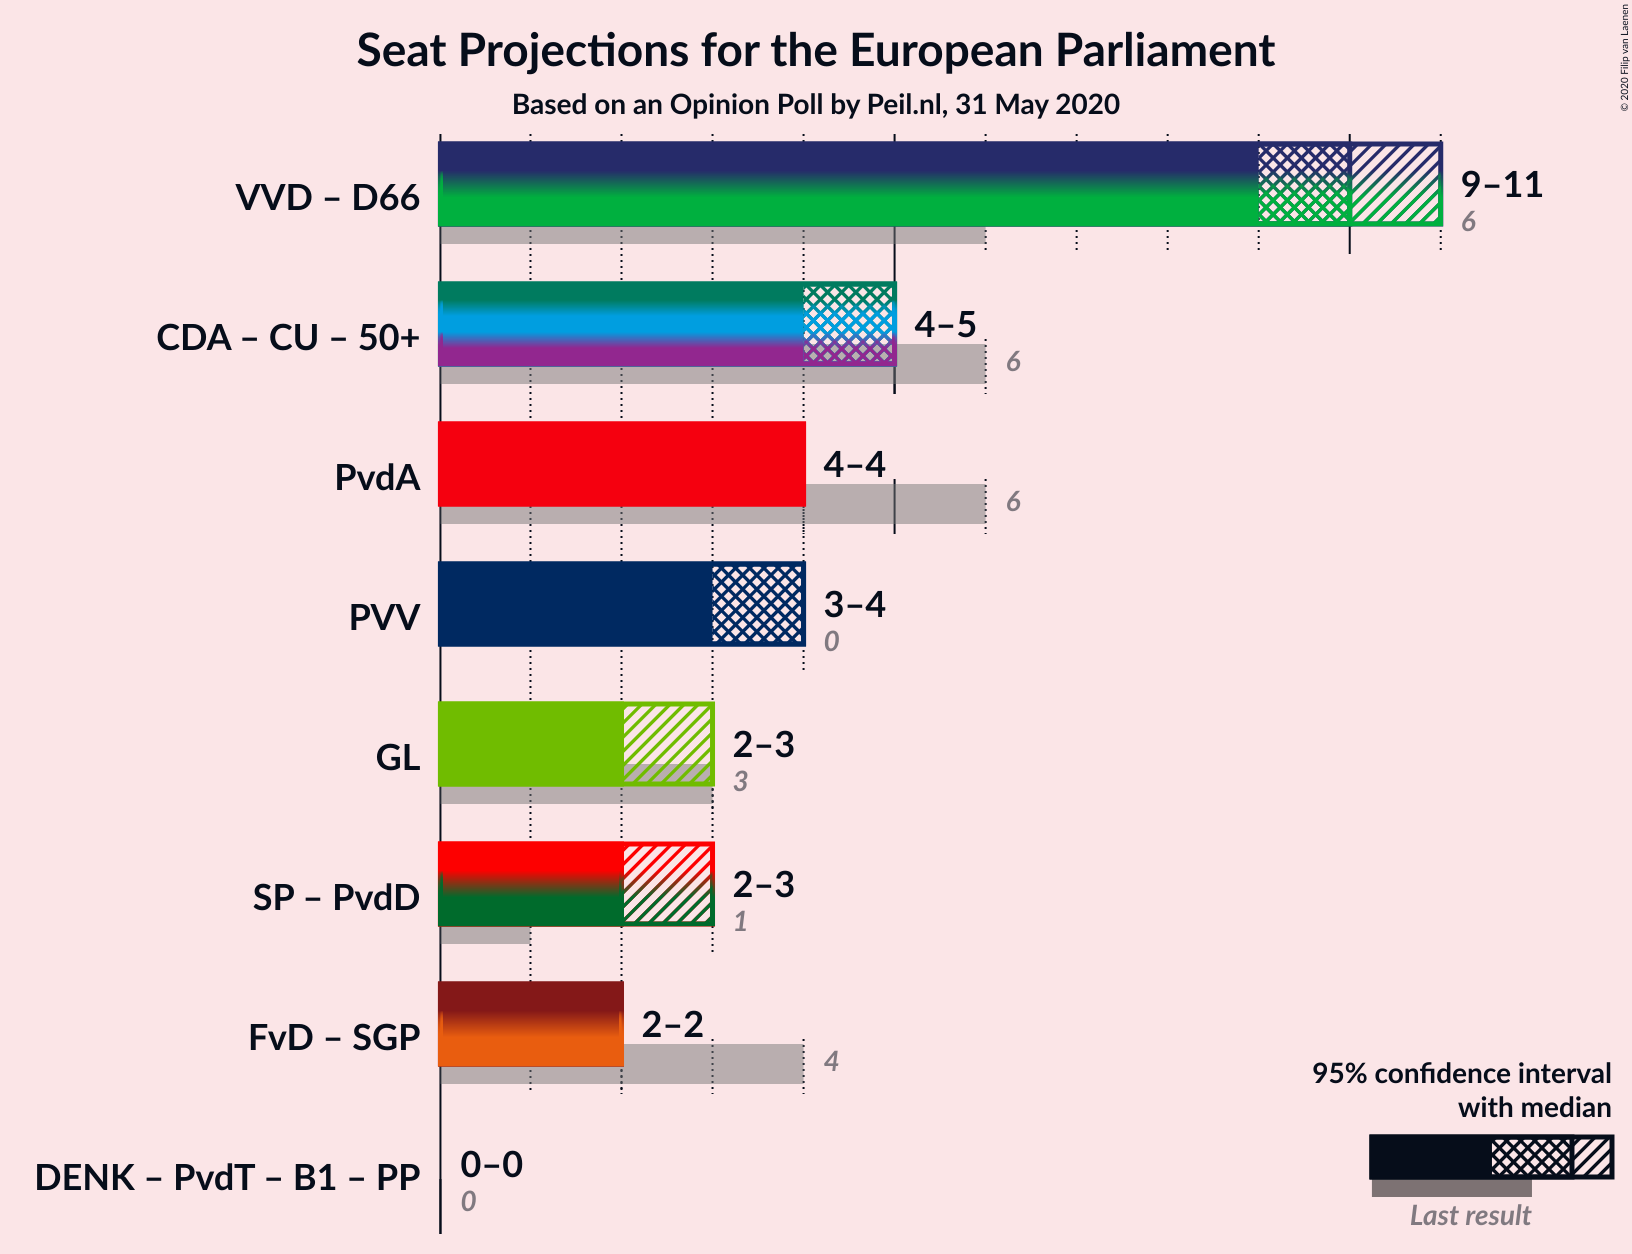 Seat Projections for the European Parliament
Based on an Opinion Poll by Peil.nl, 31 May 2020
© 2020 Filip van Laenen
VVD – D66
9–11
6
CDA – CU – 50+
4–5
6
PvdA
4–4
6
PVV
3–4
0
GL
2–3
3
SP – PvdD
2–3
1
FvD – SGP
2–2
4
DENK – PvdT – B1 – PP
0–0
0
95% confidence interval
with median
Last result